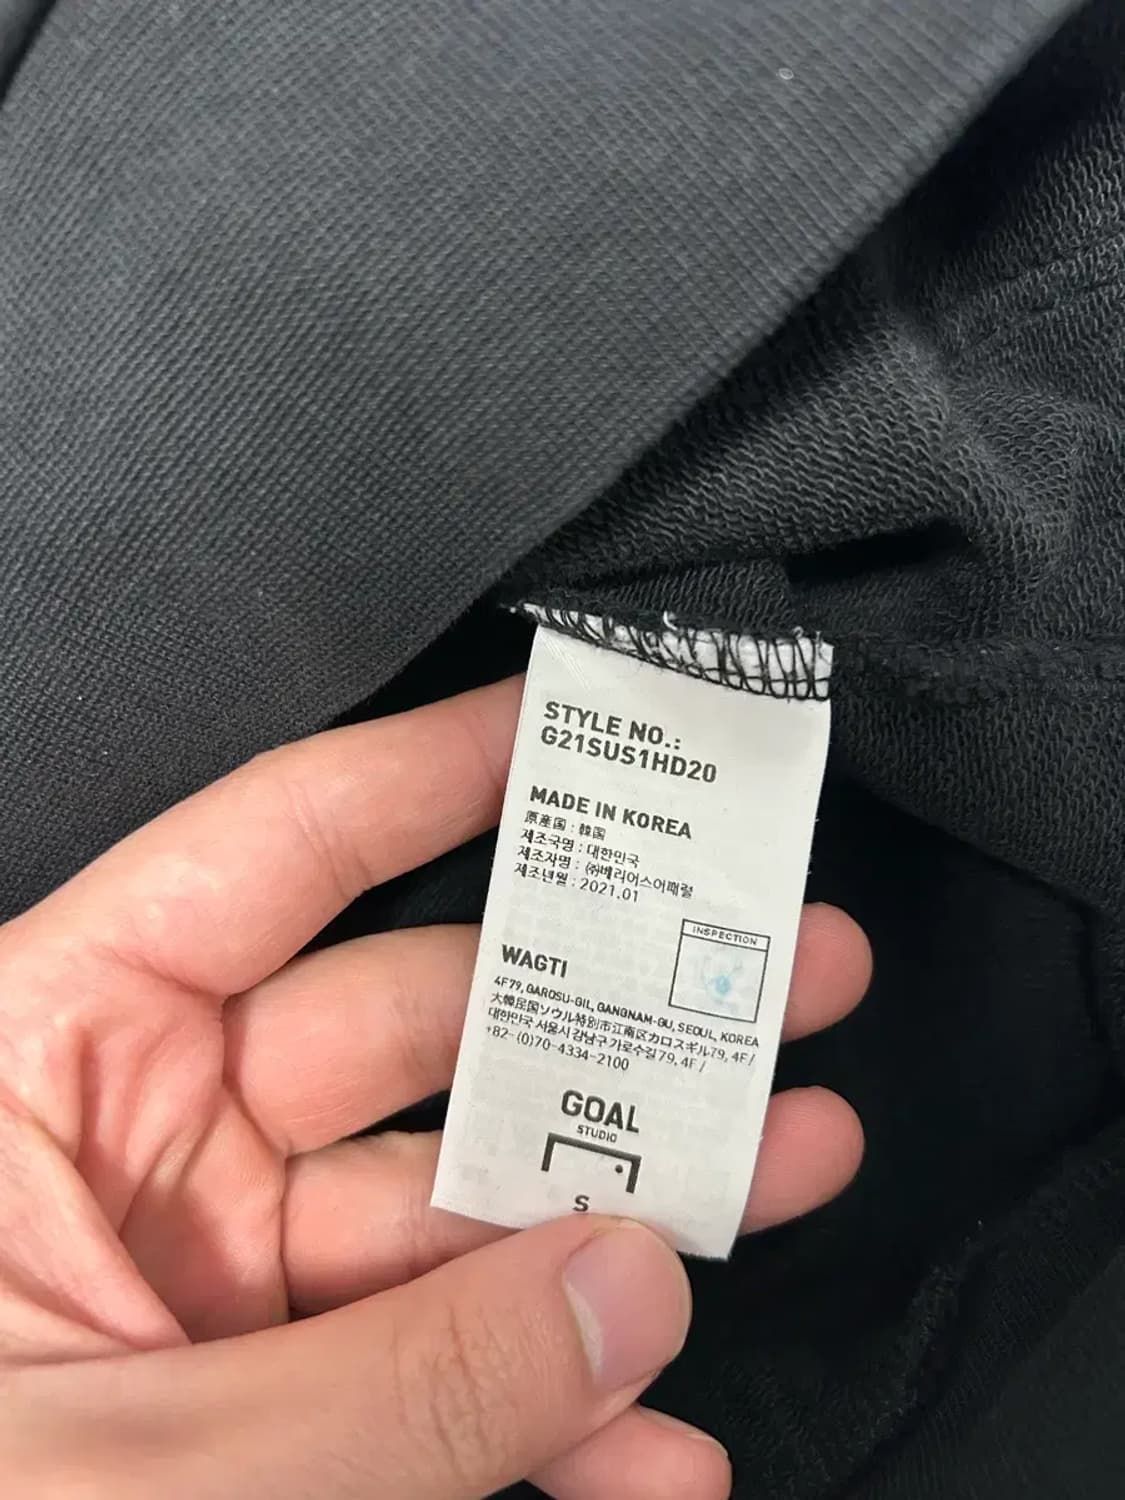 STYLE NO.:
G21SUS1HD20
MADE IN KOREA
原産国 : 韓国
제조국명 : 대한민국
제조자명 : ㈜베리어스어패럴
제조년월 : 2021.01
INSPECTION
WAGTI
4F79, GAROSU-GIL, GANGNAM-GU, SEOUL, KOREA
大韓民国ソウル特別市江南区カロスギル79, 4F /
대한민국 서울시 강남구 가로수길79, 4F /
+82-(0)70-4334-2100
GOAL
STUDIO
S